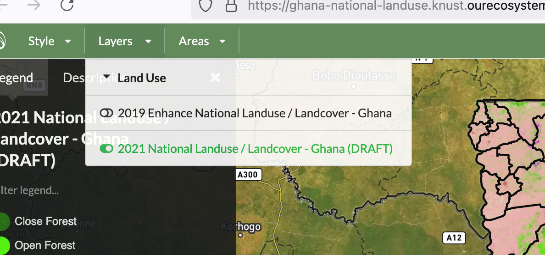 https://ghana-national-landuse.knust.ourecosystem
Style
Layers
Areas
egend
Descrip
Land Use
2019 Enhance National Landuse / Landcover - Ghana
2021 National Landuse / Landcover - Ghana (DRAFT)
2021 National Landuse /
andcover - Ghana
DRAFT)
lter legend...
Close Forest
Open Forest
Bobo Dioulasso
A300
Korhogo
A12